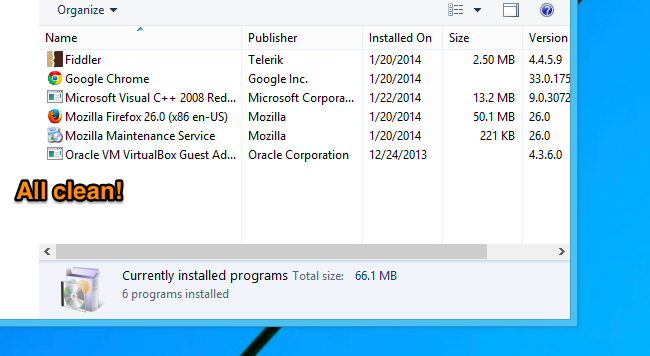 Organize
Name Publisher Installed On Size Version
Fiddler Telerik 1/20/2014 2.50 MB 4.4.5.9
Google Chrome Google Inc. 1/20/2014 33.0.175
Microsoft Visual C++ 2008 Red... Microsoft Corpora... 1/22/2014 13.2 MB 9.0.3072
Mozilla Firefox 26.0 (x86 en-US) Mozilla 1/20/2014 50.1 MB 26.0
Mozilla Maintenance Service Mozilla 1/20/2014 221 KB 26.0
Oracle VM VirtualBox Guest Ad... Oracle Corporation 12/24/2013 4.3.6.0
All clean!
Currently installed programs Total size: 66.1 MB
6 programs installed